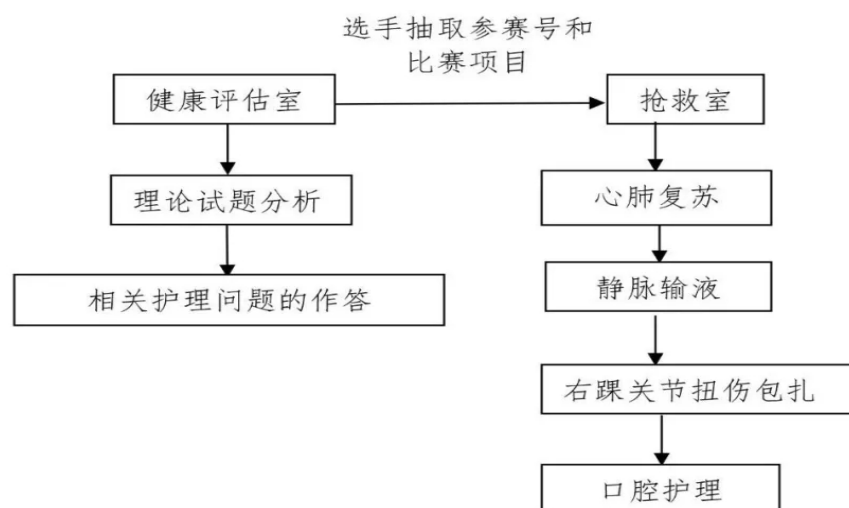 选手抽取参赛号和
比赛项目
健康评估室
抢救室
理论试题分析
心肺复苏
相关护理问题的作答
静脉输液
右踝关节扭伤包扎
口腔护理